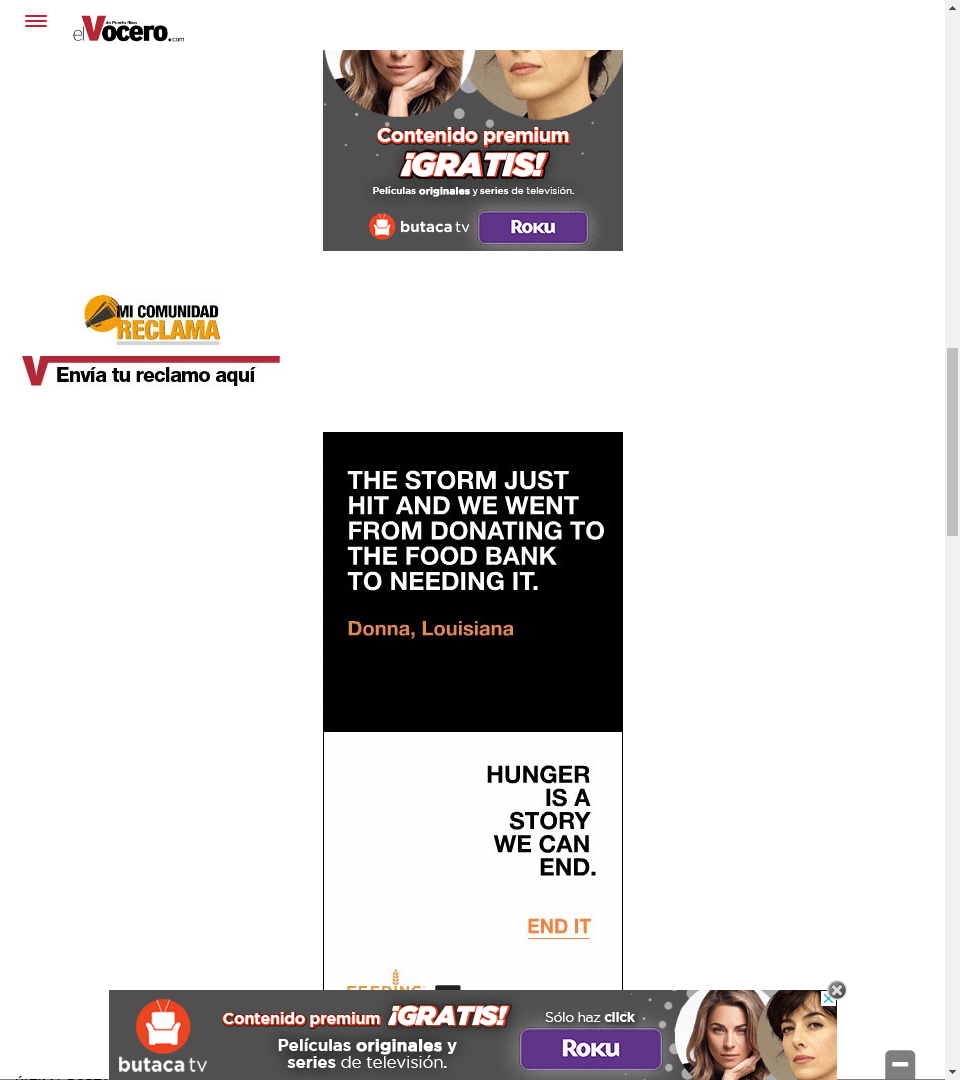 el Vocero.com
de Puerto Rico
Contenido premium
¡GRATIS!
Películas originales y series de televisión.
butaca tv
Roku
MI COMUNIDAD
RECLAMA
Envía tu reclamo aquí
THE STORM JUST
HIT AND WE WENT
FROM DONATING TO
THE FOOD BANK
TO NEEDING IT.
Donna, Louisiana
HUNGER
IS A
STORY
WE CAN
END.
END IT
FEEDING
butaca tv
Contenido premium ¡GRATIS!
Películas originales y
series de televisión.
Sólo haz click
Roku